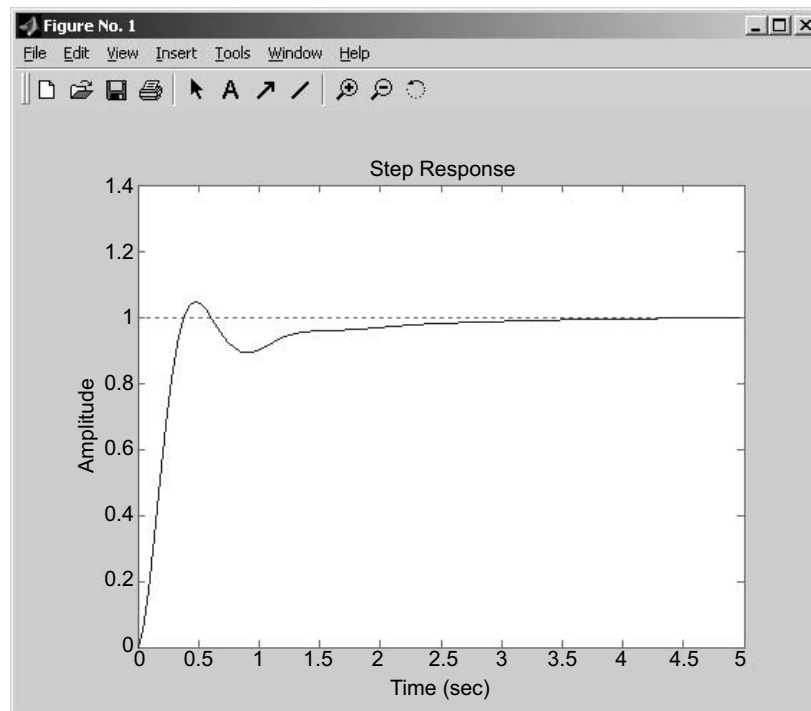 Figure No. 1
File Edit View Insert Tools Window Help
A
Step Response
1.4
1.2
1
0.8
0.6
0.4
0.2
0
Amplitude
0 0.5 1 1.5 2 2.5 3 3.5 4 4.5 5
Time (sec)